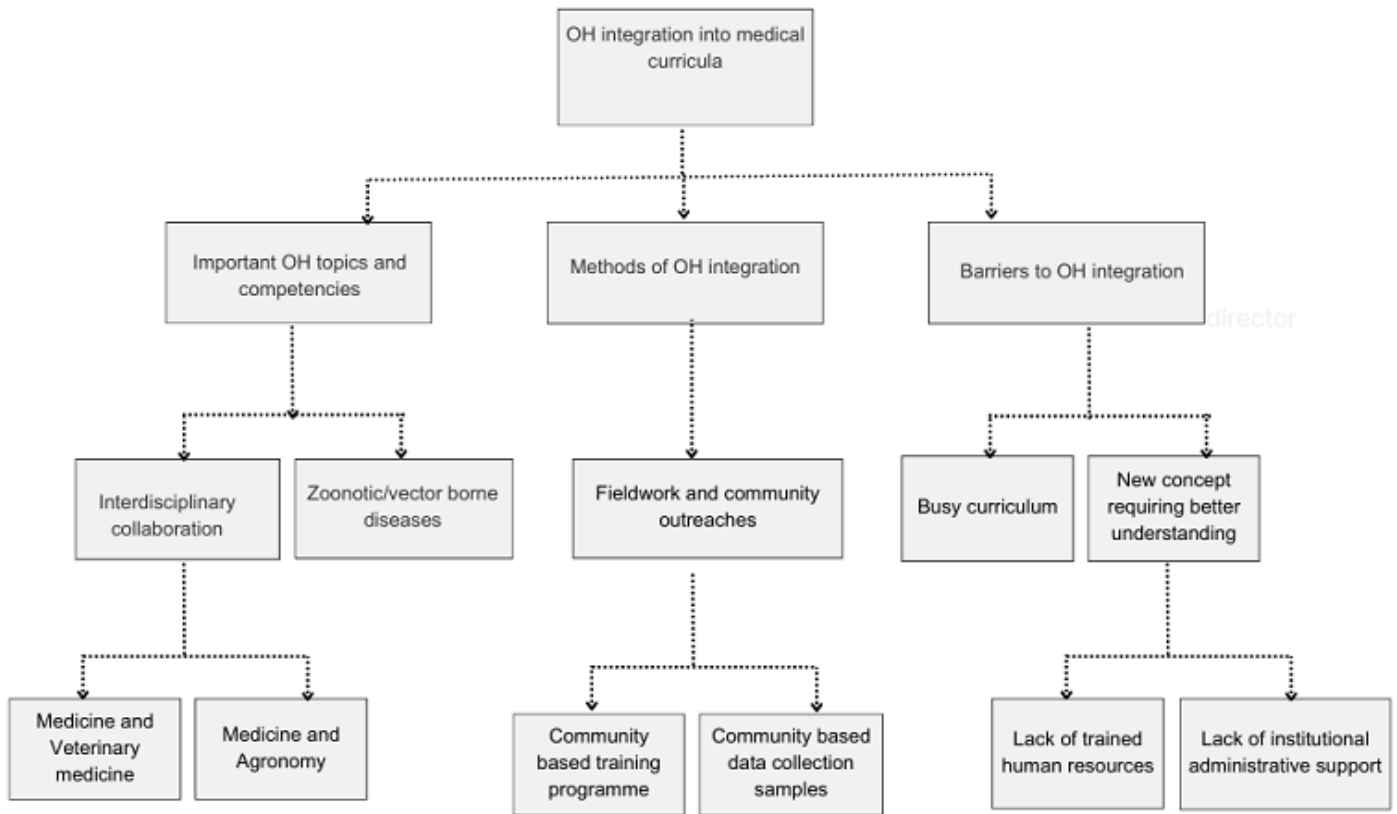 OH integration into medical
curricula
Important OH topics and
competencies
Methods of OH integration
Barriers to OH integration
director
Interdisciplinary
collaboration
Zoonotic/vector borne
diseases
Fieldwork and community
outreaches
Busy curriculum
New concept
requiring better
understanding
Medicine and
Veterinary
medicine
Medicine and
Agronomy
Community
based training
programme
Community based
data collection
samples
Lack of trained
human resources
Lack of institutional
administrative support